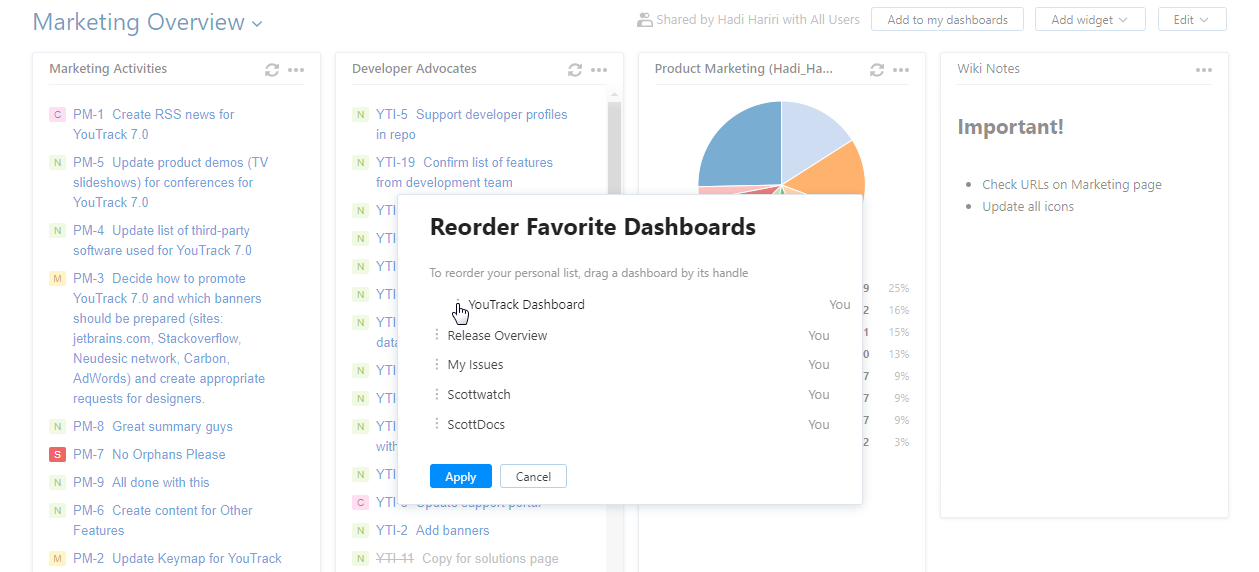 Marketing Overview
Shared by Hadi Hariri with All Users
Add to my dashboards
Add widget
Edit
Marketing Activities
C PM-1 Create RSS news for
YouTrack 7.0
N PM-5 Update product demos (TV
slideshows) for conferences for
YouTrack 7.0
N PM-4 Update list of third-party
software used for YouTrack 7.0
M PM-3 Decide how to promote
YouTrack 7.0 and which banners
should be prepared (sites:
jetbrains.com, Stackoverflow,
Neudesic network, Carbon,
AdWords) and create appropriate
requests for designers.
N PM-8 Great summary guys
S PM-7 No Orphans Please
N PM-9 All done with this
N PM-6 Create content for Other
Features
M PM-2 Update Keymap for YouTrack
Developer Advocates
N YTI-5 Support developer profiles
in repo
N YTI-19 Confirm list of features
from development team
N YTI
N YTI
N YTI
N YTI
N YTI
data
N YTI
N YTI
N YTI
with
N YTI
C YTI-8 Update support portal
N YTI-2 Add banners
N YTI-11 Copy for solutions page
Product Marketing (Hadi_Ha...
9 25%
2 16%
1 15%
0 13%
7 9%
7 9%
7 9%
2 3%
Wiki Notes
Important!
Check URLs on Marketing page
Update all icons
Reorder Favorite Dashboards
To reorder your personal list, drag a dashboard by its handle
YouTrack Dashboard You
Release Overview You
My Issues You
Scottwatch You
ScottDocs You
Apply
Cancel